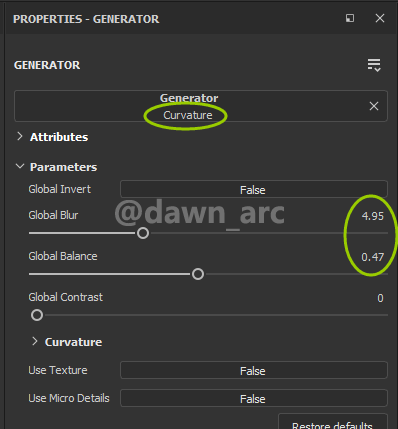 PROPERTIES - GENERATOR
GENERATOR
Generator
Curvature
Attributes
Parameters
Global Invert False
Global Blur 4.95
@dawn_arc
Global Balance 0.47
Global Contrast 0
Curvature
Use Texture False
Use Micro Details False
Restore defaults